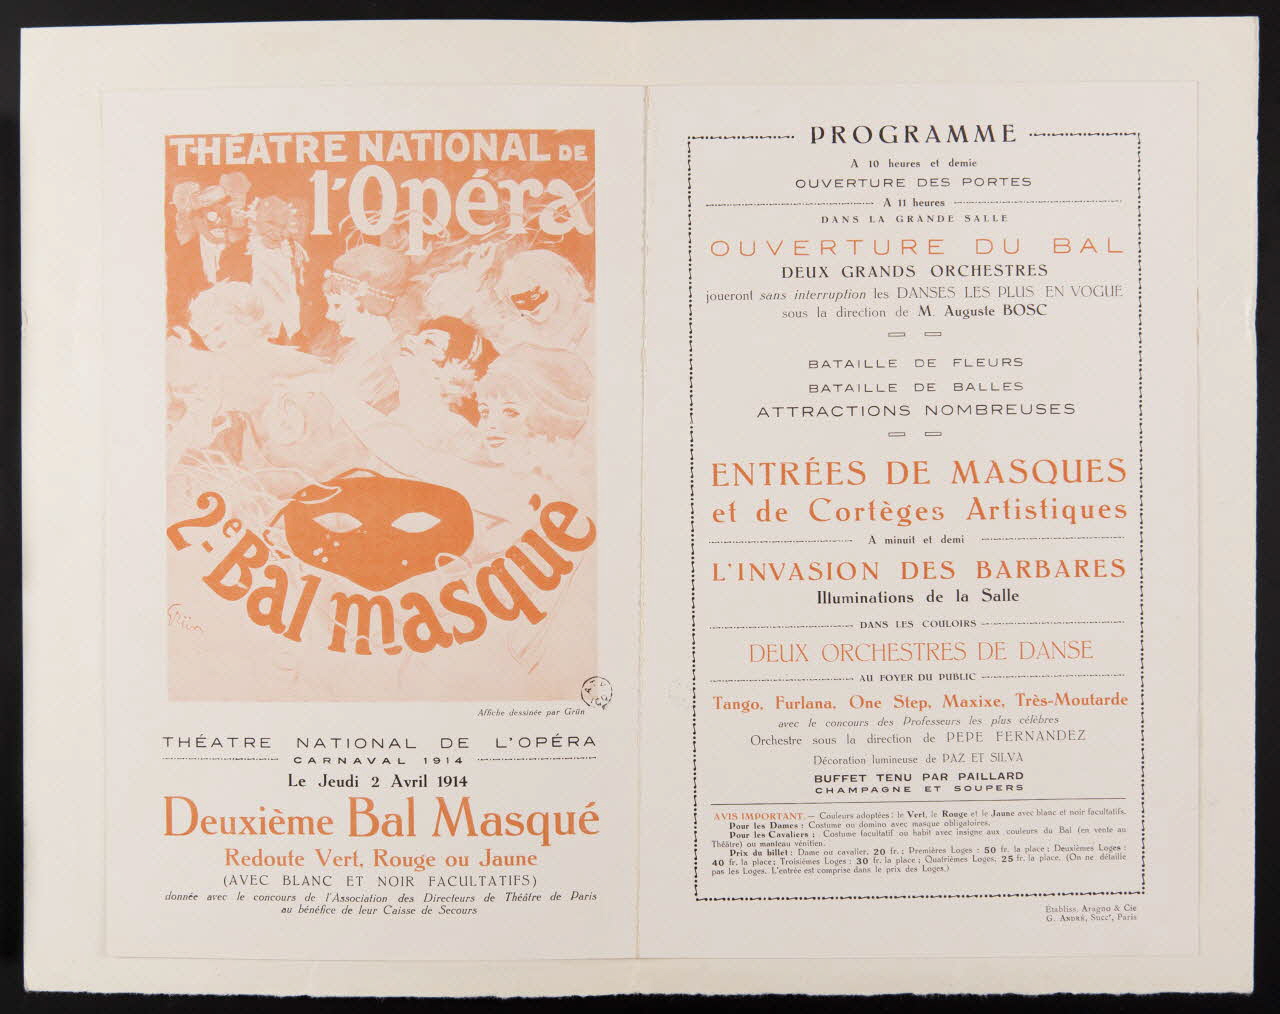 THÉATRE NATIONAL DE
l'Opéra
2e Bal masqué
Grün
Affiche dessinée par Grün
THÉATRE NATIONAL DE L'OPÉRA
CARNAVAL 1914
Le Jeudi 2 Avril 1914
Deuxième Bal Masqué
Redoute Vert, Rouge ou Jaune
(AVEC BLANC ET NOIR FACULTATIFS)
donnée avec le concours de l'Association des Directeurs de Théâtre de Paris
au bénéfice de leur Caisse de Secours
PROGRAMME
A 10 heures et demie
OUVERTURE DES PORTES
A 11 heures
DANS LA GRANDE SALLE
OUVERTURE DU BAL
DEUX GRANDS ORCHESTRES
joueront sans interruption les DANSES LES PLUS EN VOGUE
sous la direction de M. Auguste BOSC
BATAILLE DE FLEURS
BATAILLE DE BALLES
ATTRACTIONS NOMBREUSES
ENTRÉES DE MASQUES
et de Cortèges Artistiques
A minuit et demi
L'INVASION DES BARBARES
Illuminations de la Salle
DANS LES COULOIRS
DEUX ORCHESTRES DE DANSE
AU FOYER DU PUBLIC
Tango, Furlana, One Step, Maxixe, Très-Moutarde
avec le concours des Professeurs les plus célèbres
Orchestre sous la direction de PEPE FERNANDEZ
Décoration lumineuse de PAZ ET SILVA
BUFFET TENU PAR PAILLARD
CHAMPAGNE ET SOUPERS
AVIS IMPORTANT. — Couleurs adoptées : le Vert, le Rouge et le Jaune avec blanc et noir facultatifs.
Pour les Dames : Costume ou domino avec masque obligatoires.
Pour les Cavaliers : Costume facultatif ou habit avec insigne aux couleurs du Bal (en vente au
Théâtre) ou manteau vénitien.
Prix du billet : Dame ou cavalier, 20 fr. ; Premières Loges : 50 fr. la place ; Deuxièmes Loges :
40 fr. la place ; Troisièmes Loges : 30 fr. la place ; Quatrièmes Loges, 25 fr. la place. (On ne détaille
pas les Loges. L'entrée est comprise dans le prix des Loges.)
Établiss. Aragno & Cie
G. ANDRÉ, Succr, Paris